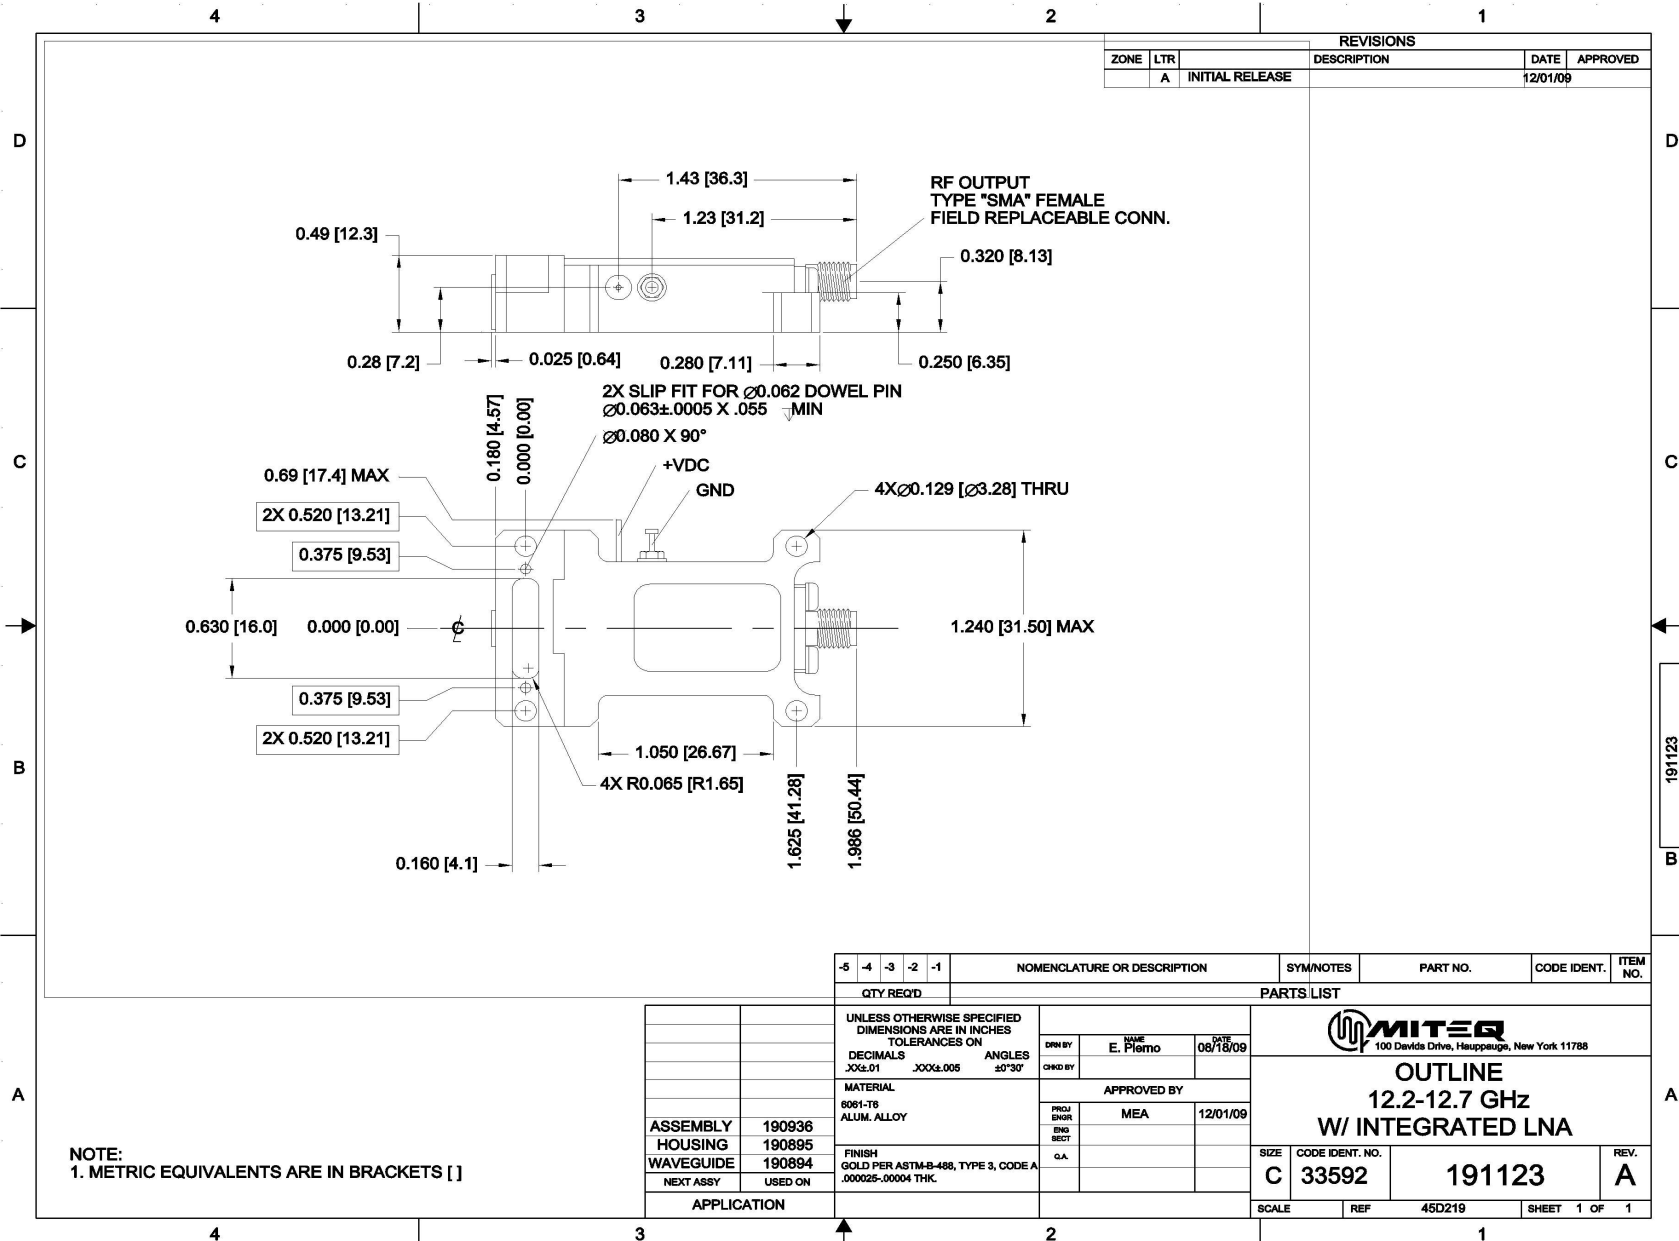 4 3 2 1
REVISIONS
ZONE LTR DESCRIPTION DATE APPROVED
A INITIAL RELEASE 12/01/09
D D
1.43 [36.3]
RF OUTPUT
TYPE "SMA" FEMALE
FIELD REPLACEABLE CONN.
1.23 [31.2]
0.49 [12.3]
0.320 [8.13]
0.28 [7.2]
0.025 [0.64]
0.280 [7.11]
0.250 [6.35]
2X SLIP FIT FOR Ø0.062 DOWEL PIN
Ø0.063±.0005 X .055 ↧MIN
Ø0.080 X 90°
0.180 [4.57]
0.000 [0.00]
C C
+VDC
GND
0.69 [17.4] MAX
4XØ0.129 [Ø3.28] THRU
2X 0.520 [13.21]
0.375 [9.53]
0.630 [16.0]
0.000 [0.00]
℄
1.240 [31.50] MAX
0.375 [9.53]
2X 0.520 [13.21]
1.050 [26.67]
4X R0.065 [R1.65]
1.625 [41.28]
1.986 [50.44]
0.160 [4.1]
191123
B B
-5 -4 -3 -2 -1 NOMENCLATURE OR DESCRIPTION SYM/NOTES PART NO. CODE IDENT. ITEM NO.
QTY REQ'D PARTS LIST
UNLESS OTHERWISE SPECIFIED
DIMENSIONS ARE IN INCHES
TOLERANCES ON
DECIMALS ANGLES
.XX±.01 .XXX±.005 ±0°30'
MATERIAL
6061-T6
ALUM. ALLOY
FINISH
GOLD PER ASTM-B-488, TYPE 3, CODE A
.000025-.00004 THK.
NAME DATE
DRN BY E. Piemo 08/18/09
CHKD BY
APPROVED BY
PROJ ENGR MEA 12/01/09
ENG SECT
Q.A.
MITEQ
100 Davids Drive, Hauppauge, New York 11788
OUTLINE
12.2-12.7 GHz
W/ INTEGRATED LNA
SIZE CODE IDENT. NO. REV.
C 33592 191123 A
SCALE REF 45D219 SHEET 1 OF 1
ASSEMBLY 190936
HOUSING 190895
WAVEGUIDE 190894
NEXT ASSY USED ON
APPLICATION
A A
NOTE:
1. METRIC EQUIVALENTS ARE IN BRACKETS [ ]
4 3 2 1